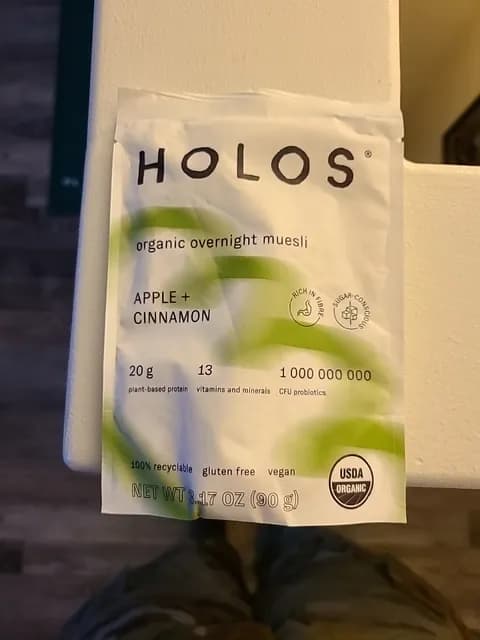 HOLOS®
organic overnight muesli
APPLE +
CINNAMON
RICH IN FIBRE
SUGAR-CONSCIOUS
20 g
plant-based protein
13
vitamins and minerals
1 000 000 000
CFU probiotics
100% recyclable gluten free vegan
NET WT 3.17 OZ (90 g)
USDA
ORGANIC